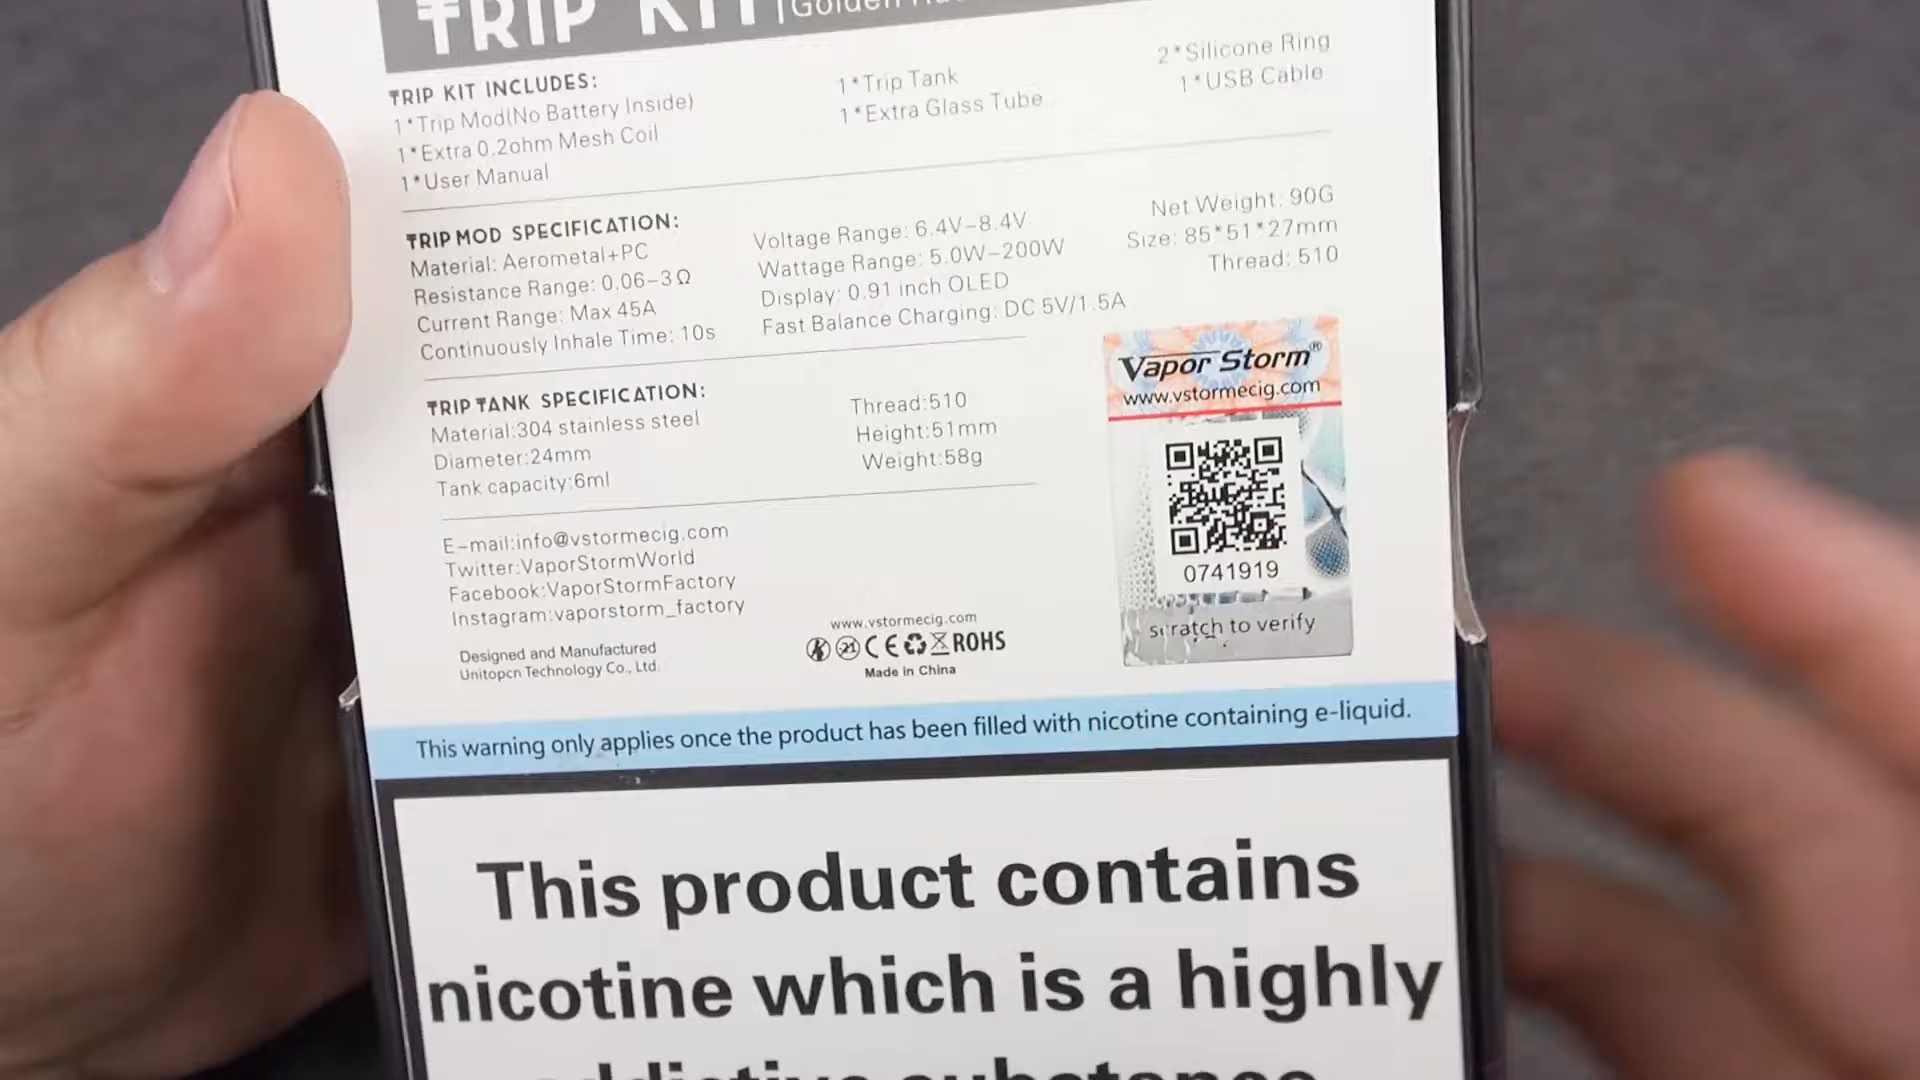 TRIP KIT | Golden
TRIP KIT INCLUDES:
1*Trip Mod(No Battery Inside)
1*Extra 0.2ohm Mesh Coil
1*User Manual
1*Trip Tank
1*Extra Glass Tube
2*Silicone Ring
1*USB Cable
TRIP MOD SPECIFICATION:
Material: Aerometal+PC
Resistance Range: 0.06–3Ω
Current Range: Max 45A
Continuously Inhale Time: 10s
Voltage Range: 6.4V–8.4V
Wattage Range: 5.0W–200W
Display: 0.91 inch OLED
Fast Balance Charging: DC 5V/1.5A
Net Weight: 90G
Size: 85*51*27mm
Thread: 510
TRIP TANK SPECIFICATION:
Material:304 stainless steel
Diameter:24mm
Tank capacity:6ml
Thread:510
Height:51mm
Weight:58g
Vapor Storm®
www.vstormecig.com
0741919
scratch to verify
E–mail:info@vstormecig.com
Twitter:VaporStormWorld
Facebook:VaporStormFactory
Instagram:vaporstorm_factory
Designed and Manufactured
Unitopcn Technology Co., Ltd.
www.vstormecig.com
21 CE ROHS
Made in China
This warning only applies once the product has been filled with nicotine containing e-liquid.
This product contains
nicotine which is a highly
addictive substance